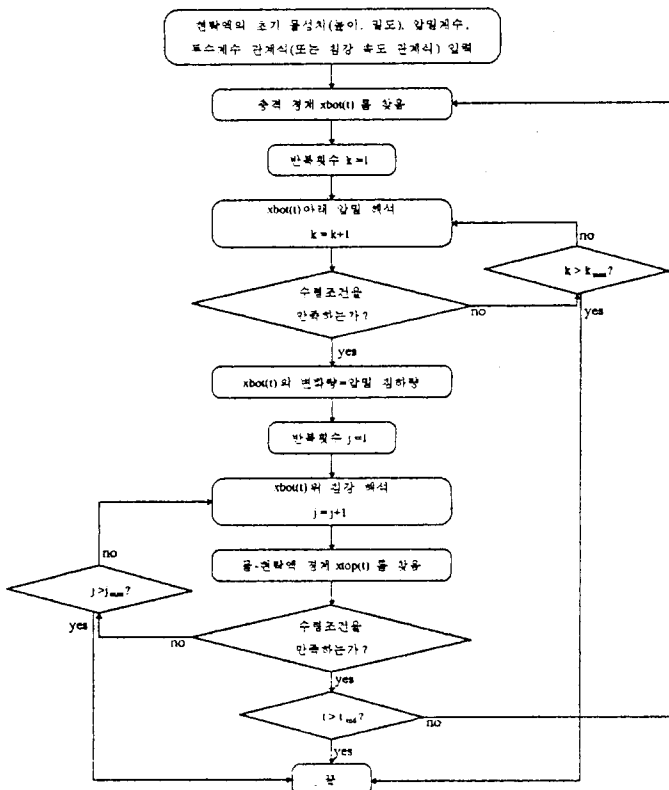 현탁액의 초기 물성치(높이, 밀도), 압밀계수,
투수계수 관계식(또는 침강 속도 관계식) 입력
충격 경계 xbot(t) 를 찾음
반복횟수 k=1
xbot(t)아래 압밀 해석
k = k+1
no
k > k
수렴조건을
만족하는가?
no
yes
yes
xbot(t)의 변화량=압밀 침하량
반복횟수 j=1
xbot(t)위 침강 해석
j = j+1
no
물-현탁액 경계 xtop(t) 를 찾음
j > j
yes
수렴조건을
만족하는가?
no
yes
t > t end ?
no
yes
끝